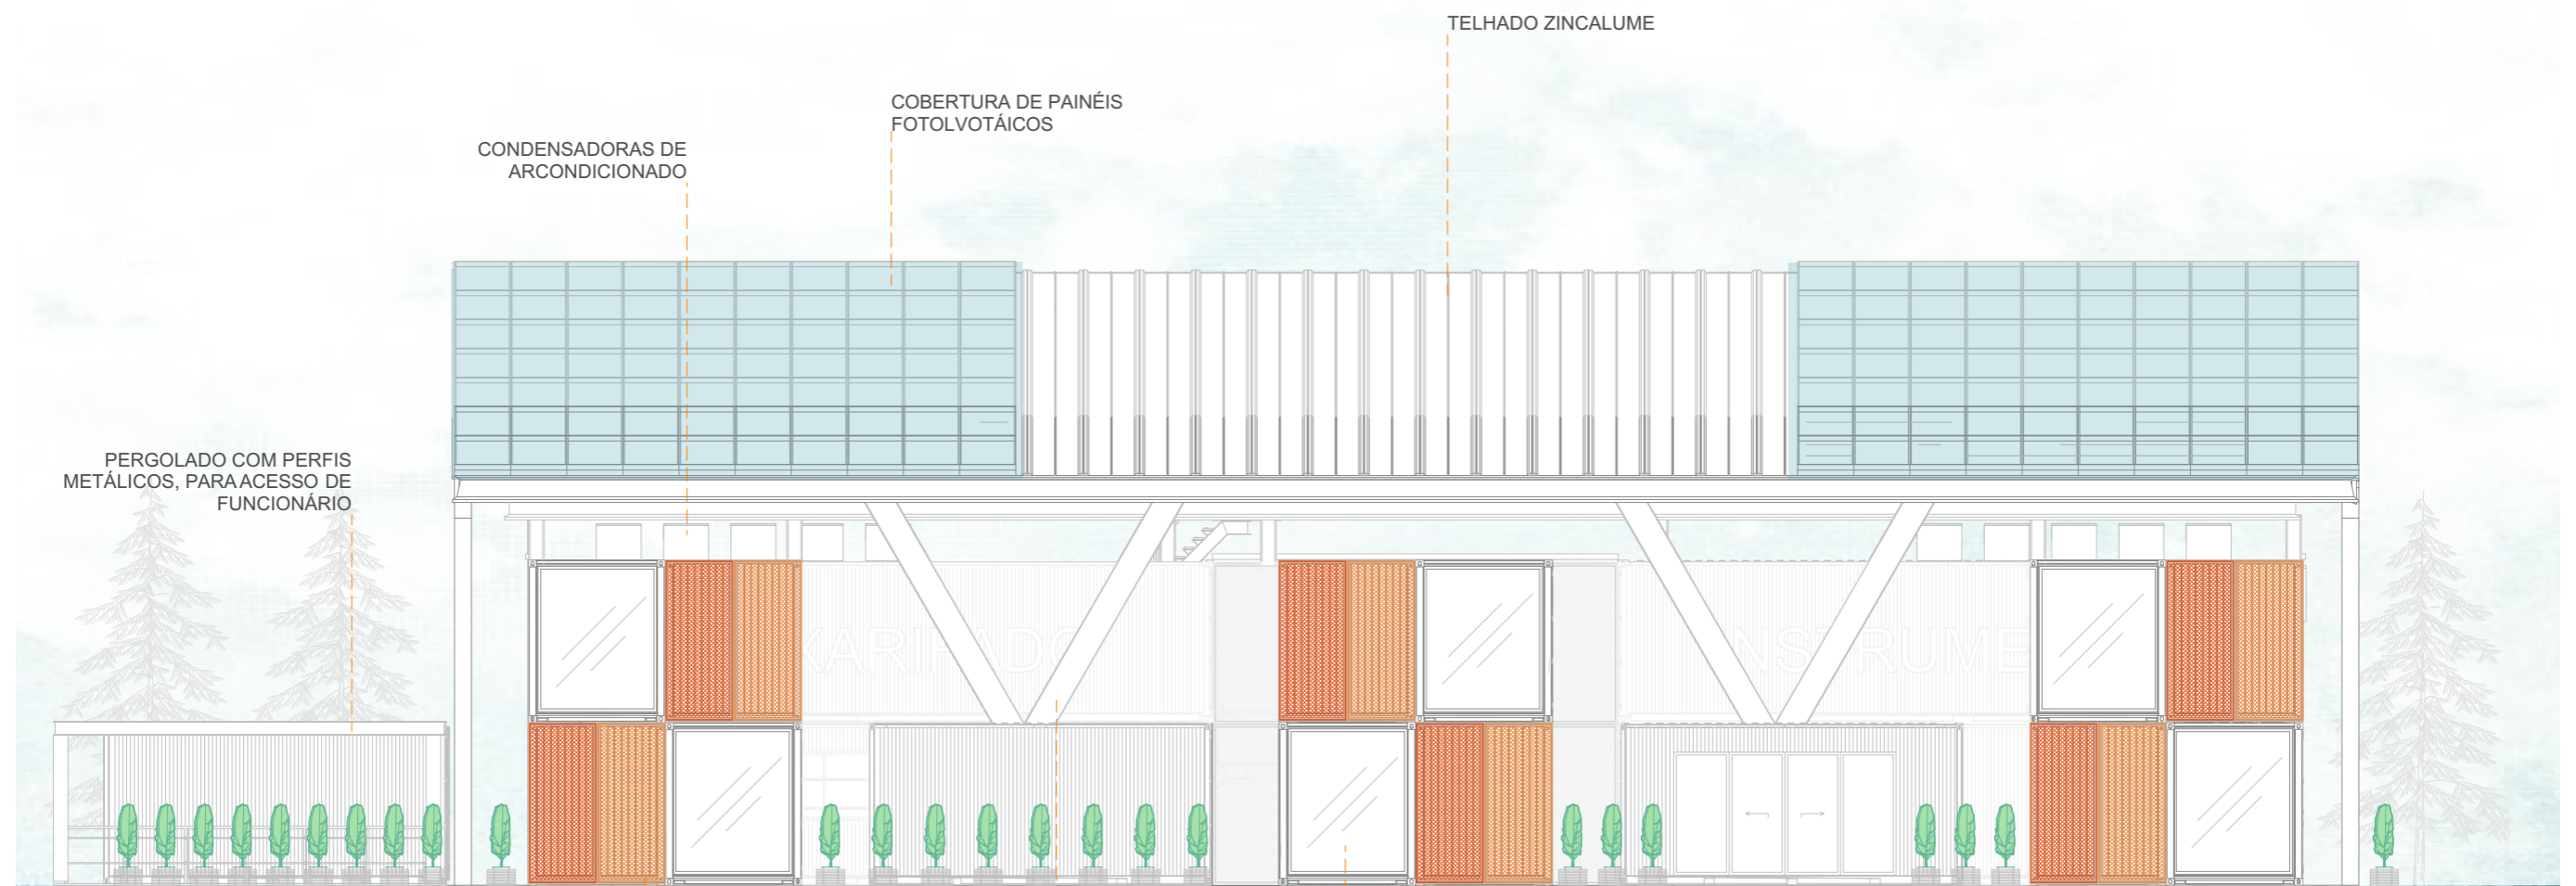 TELHADO ZINCALUME
COBERTURA DE PAINÉIS
FOTOLVOTÁICOS
CONDENSADORAS DE
ARCONDICIONADO
PERGOLADO COM PERFIS
METÁLICOS, PARA ACESSO DE
FUNCIONÁRIO